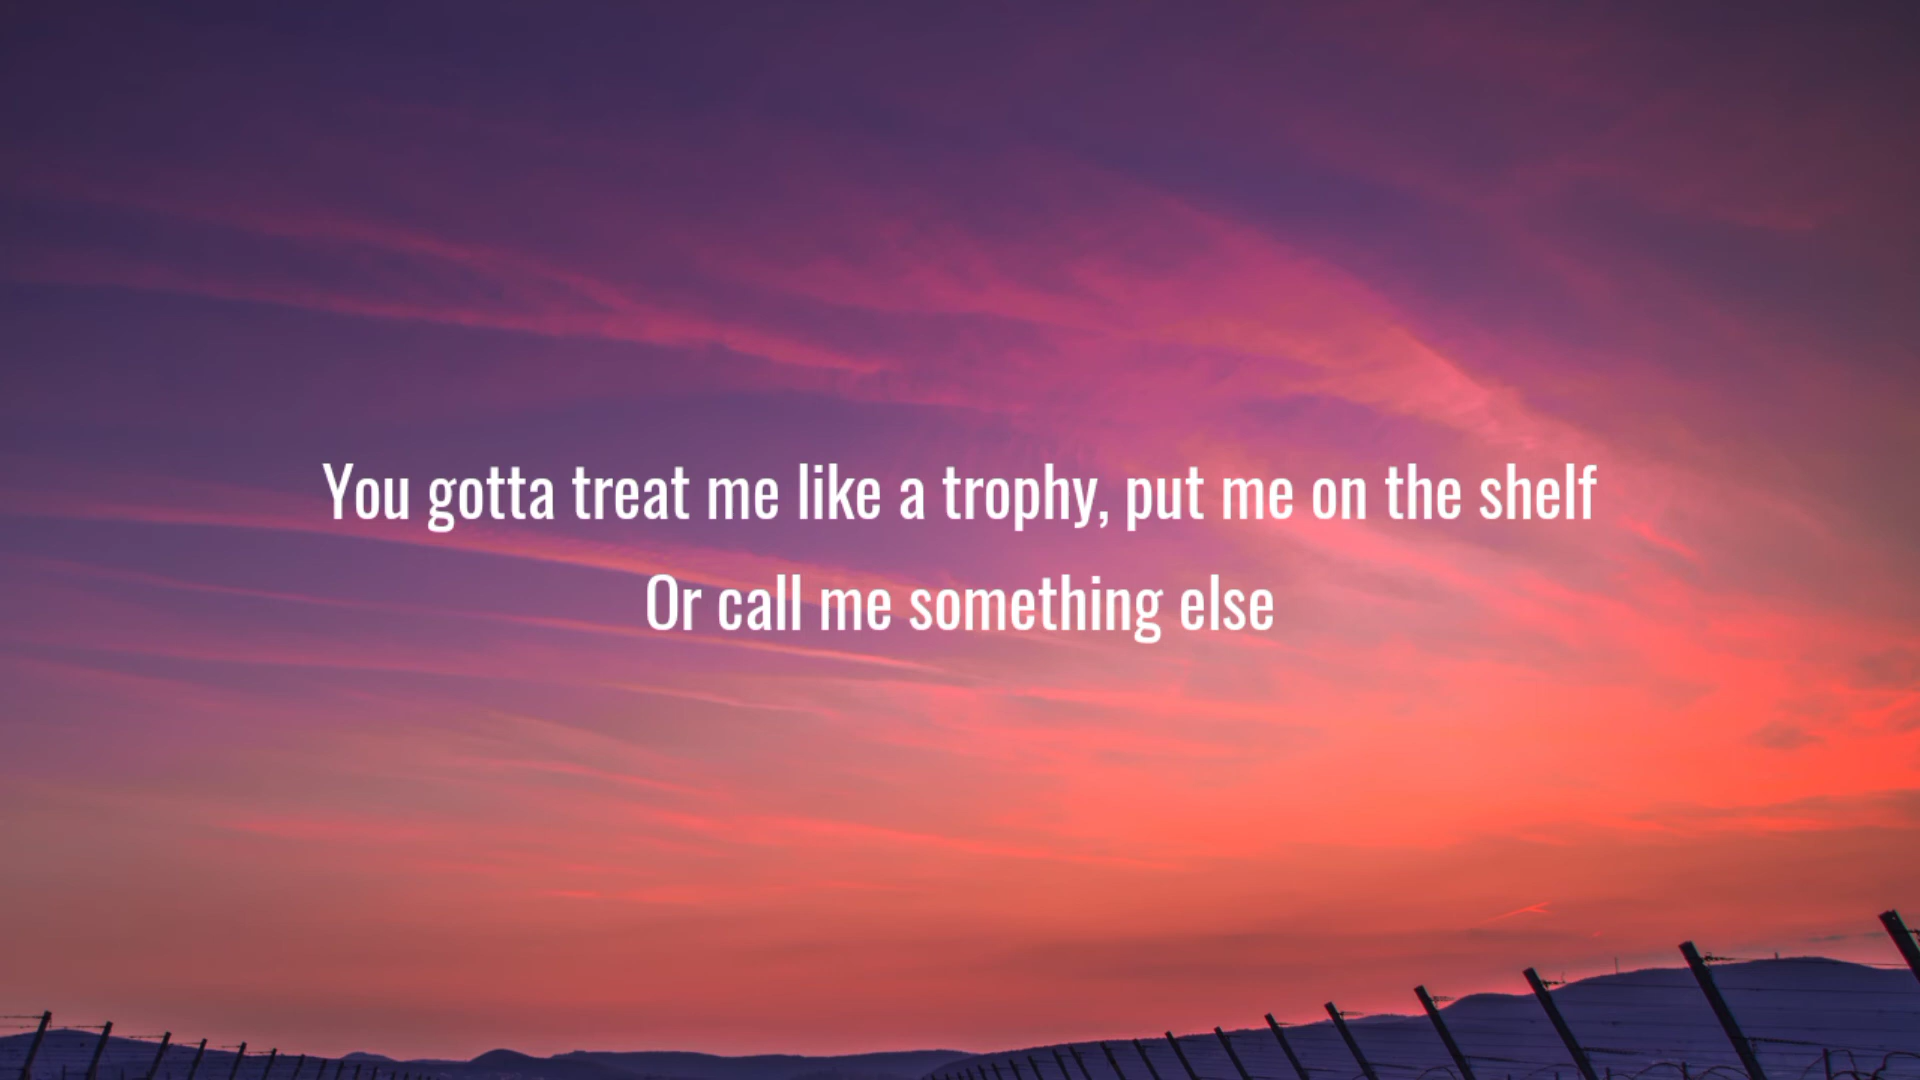 You gotta treat me like a trophy, put me on the shelf
Or call me something else